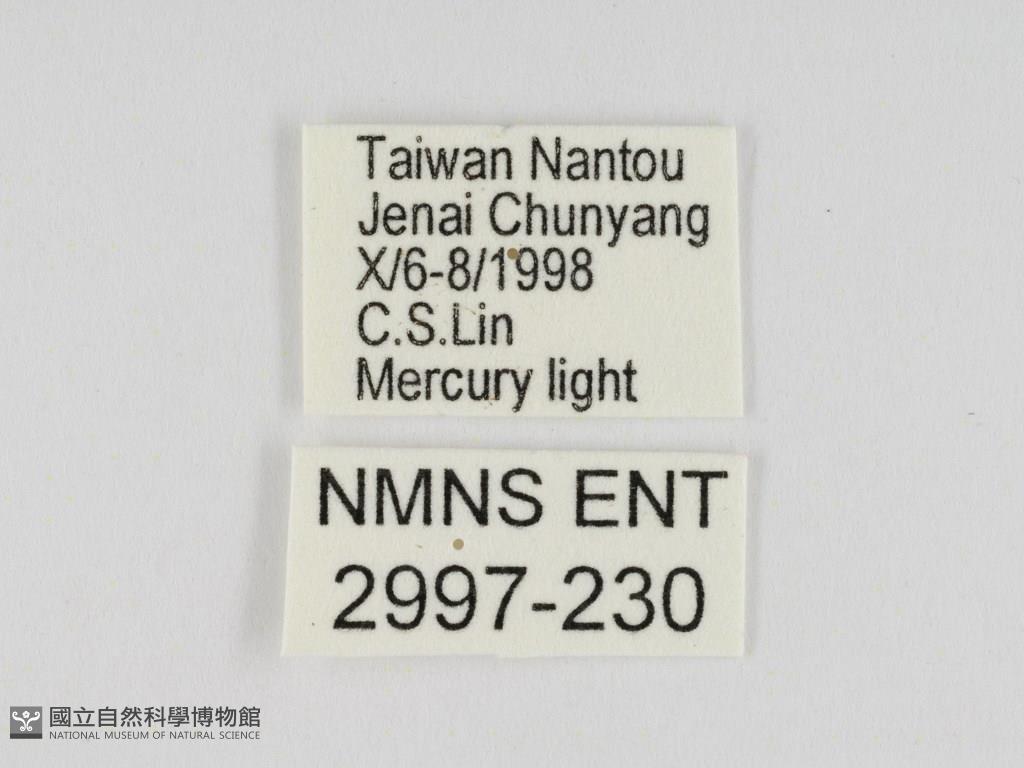 Taiwan Nantou
Jenai Chunyang
X/6-8/1998
C.S.Lin
Mercury light
NMNS ENT
2997-230
國立自然科學博物館
NATIONAL MUSEUM OF NATURAL SCIENCE